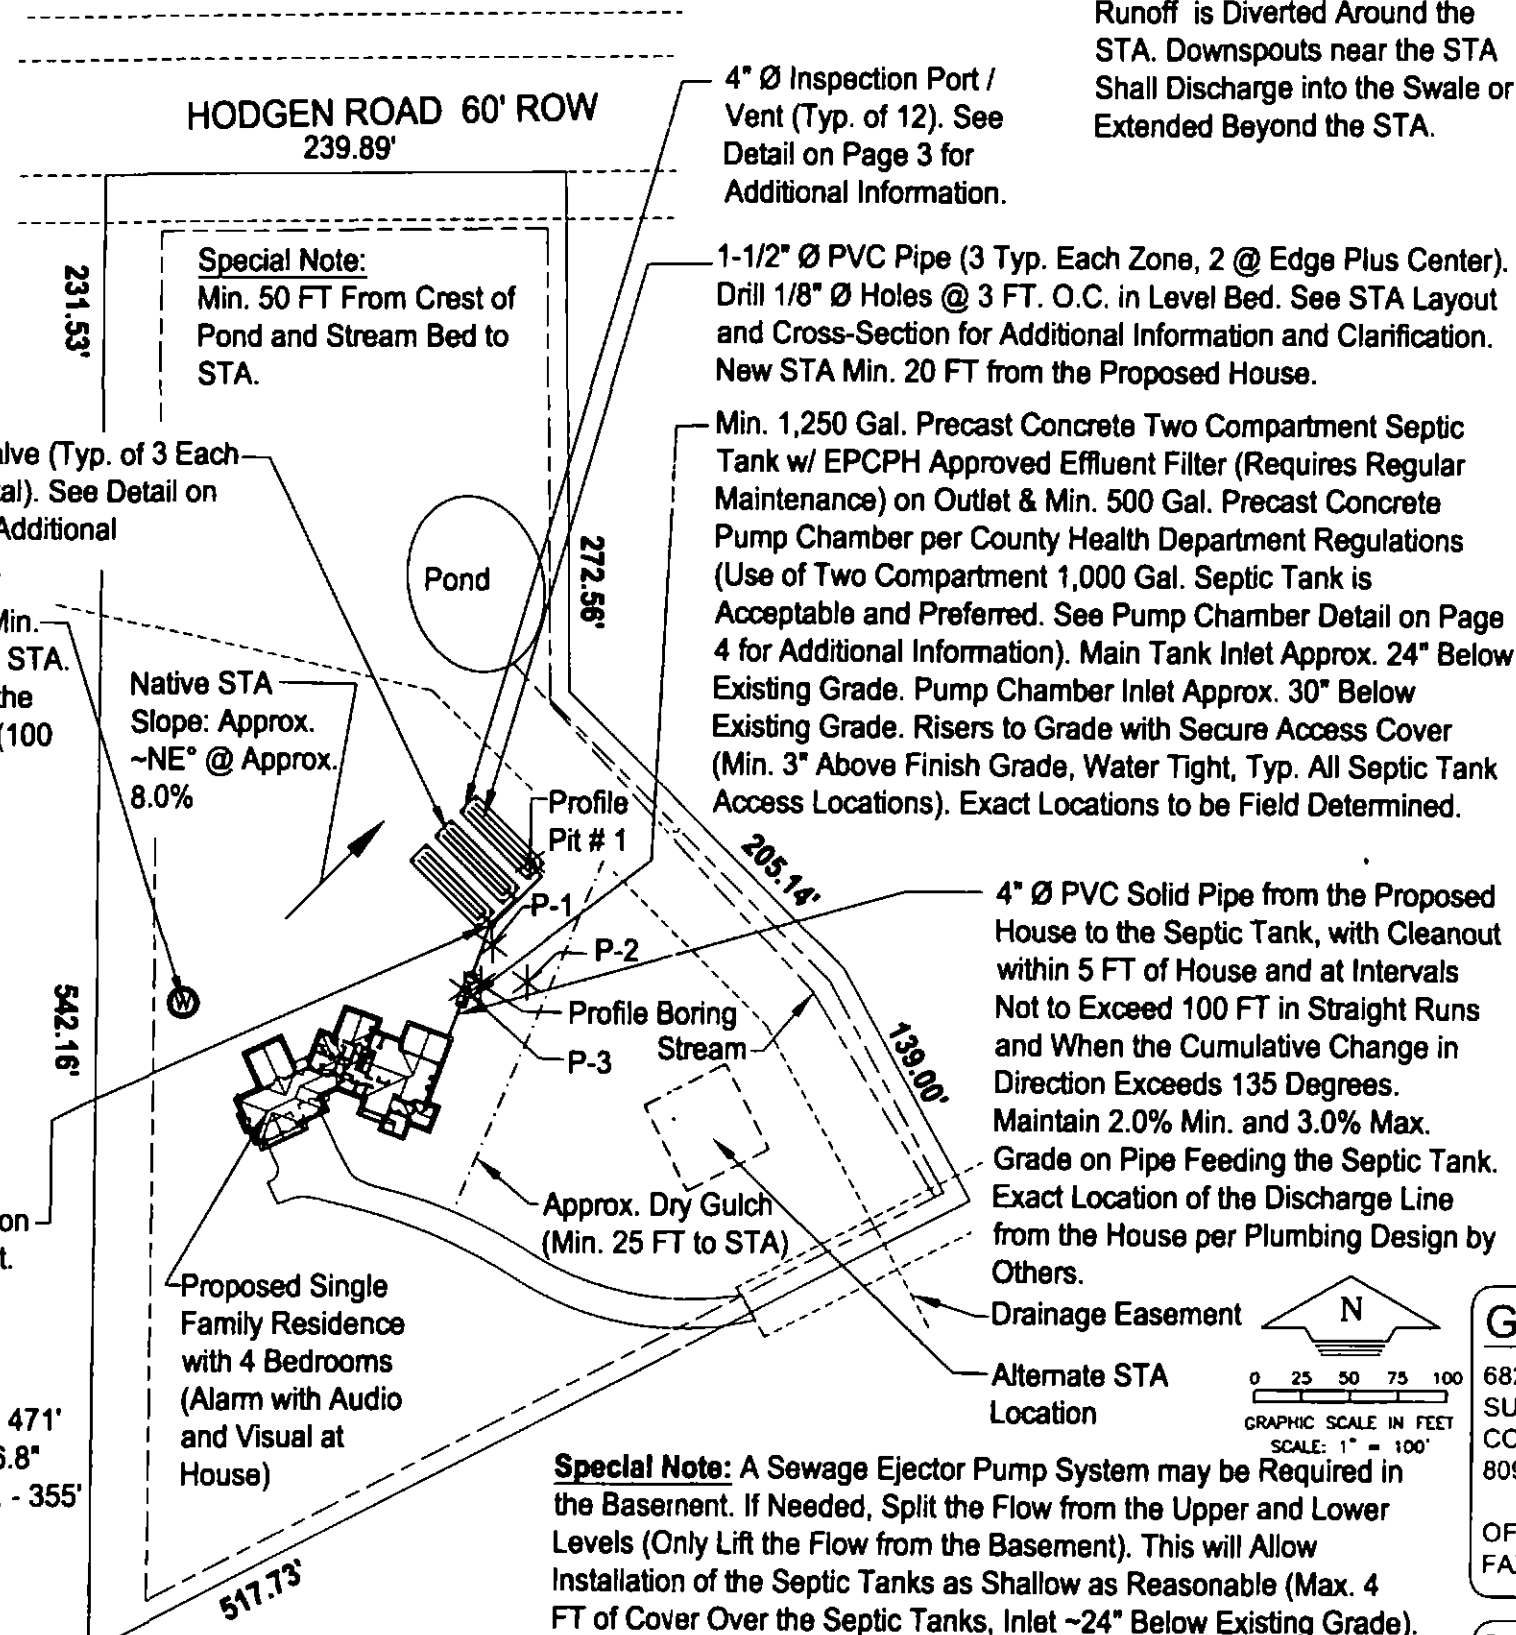 Runoff is Diverted Around the
STA. Downspouts near the STA
Shall Discharge into the Swale or
Extended Beyond the STA.
HODGEN ROAD 60' ROW
239.89'
4" Ø Inspection Port /
Vent (Typ. of 12). See
Detail on Page 3 for
Additional Information.
Special Note:
Min. 50 FT From Crest of
Pond and Stream Bed to
STA.
231.53'
1-1/2" Ø PVC Pipe (3 Typ. Each Zone, 2 @ Edge Plus Center).
Drill 1/8" Ø Holes @ 3 FT. O.C. in Level Bed. See STA Layout
and Cross-Section for Additional Information and Clarification.
New STA Min. 20 FT from the Proposed House.
Min. 1,250 Gal. Precast Concrete Two Compartment Septic
Tank w/ EPCPH Approved Effluent Filter (Requires Regular
Maintenance) on Outlet & Min. 500 Gal. Precast Concrete
Pump Chamber per County Health Department Regulations
(Use of Two Compartment 1,000 Gal. Septic Tank is
Acceptable and Preferred. See Pump Chamber Detail on Page
4 for Additional Information). Main Tank Inlet Approx. 24" Below
Existing Grade. Pump Chamber Inlet Approx. 30" Below
Existing Grade. Risers to Grade with Secure Access Cover
(Min. 3" Above Finish Grade, Water Tight, Typ. All Septic Tank
Access Locations). Exact Locations to be Field Determined.
(Typ. of 3 Each
See Detail on
Additional
Pond
272.56'
Min.
STA.
(100
Native STA
Slope: Approx.
~NE° @ Approx.
8.0%
Profile
Pit # 1
205.14'
P-1
P-2
Profile Boring
P-3
Stream
W
542.16'
139.00'
4" Ø PVC Solid Pipe from the Proposed
House to the Septic Tank, with Cleanout
within 5 FT of House and at Intervals
Not to Exceed 100 FT in Straight Runs
and When the Cumulative Change in
Direction Exceeds 135 Degrees.
Maintain 2.0% Min. and 3.0% Max.
Grade on Pipe Feeding the Septic Tank.
Exact Location of the Discharge Line
from the House per Plumbing Design by
Others.
Approx. Dry Gulch
(Min. 25 FT to STA)
Proposed Single
Family Residence
with 4 Bedrooms
(Alarm with Audio
and Visual at
House)
Drainage Easement
Alternate STA
Location
N
0 25 50 75 100
GRAPHIC SCALE IN FEET
SCALE: 1" = 100'
471'
- 355'
517.73'
Special Note: A Sewage Ejector Pump System may be Required in
the Basement. If Needed, Split the Flow from the Upper and Lower
Levels (Only Lift the Flow from the Basement). This will Allow
Installation of the Septic Tanks as Shallow as Reasonable (Max. 4
FT of Cover Over the Septic Tanks, Inlet ~24" Below Existing Grade).